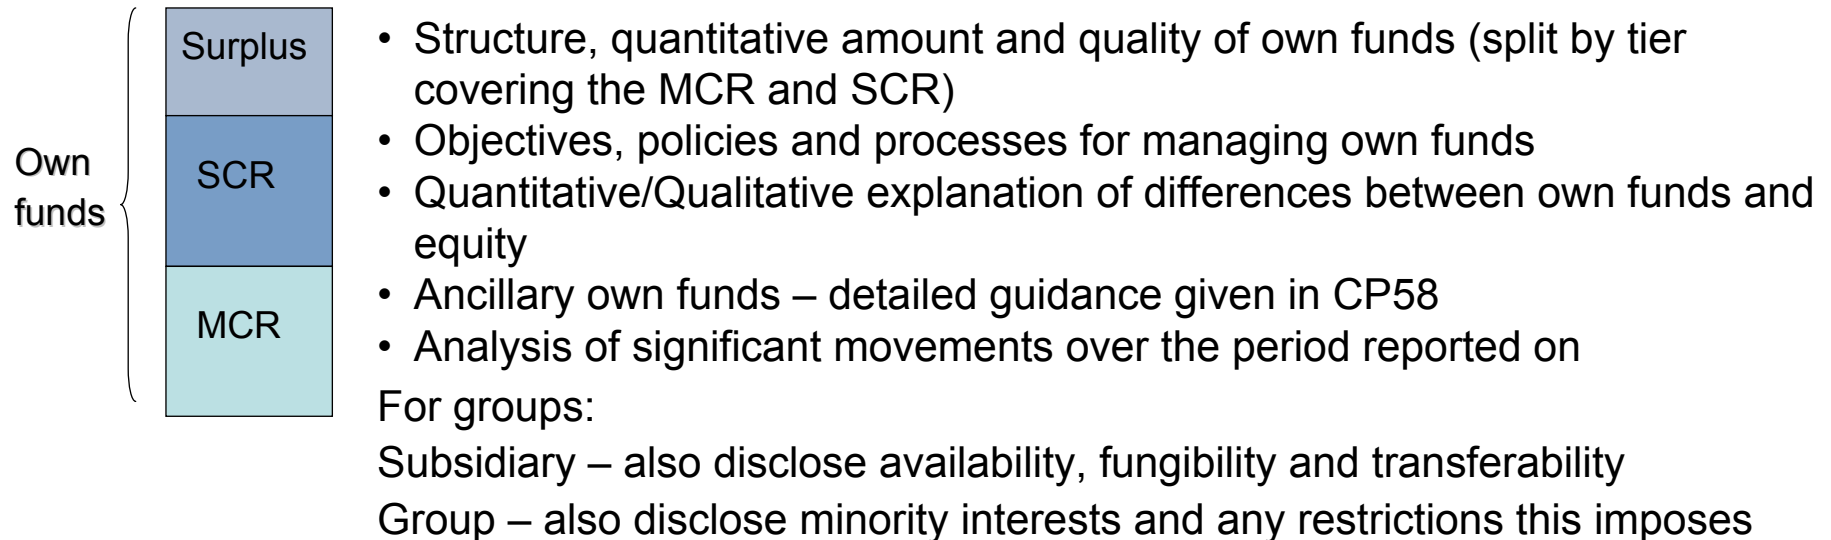 Own
funds
Surplus
SCR
MCR
• Structure, quantitative amount and quality of own funds (split by tier
covering the MCR and SCR)
• Objectives, policies and processes for managing own funds
• Quantitative/Qualitative explanation of differences between own funds and
equity
• Ancillary own funds – detailed guidance given in CP58
• Analysis of significant movements over the period reported on
For groups:
Subsidiary – also disclose availability, fungibility and transferability
Group – also disclose minority interests and any restrictions this imposes